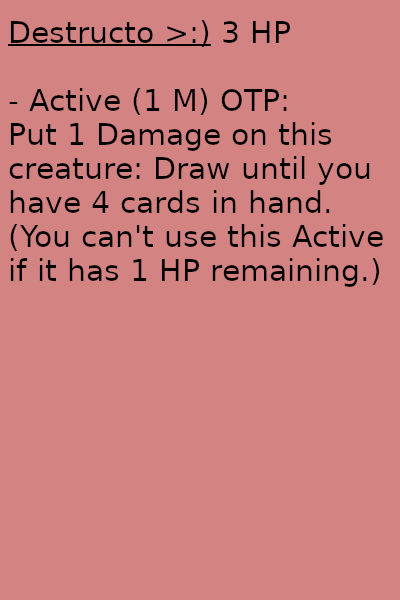 Destructo >:) 3 HP
- Active (1 M) OTP:
Put 1 Damage on this
creature: Draw until you
have 4 cards in hand.
(You can't use this Active
if it has 1 HP remaining.)